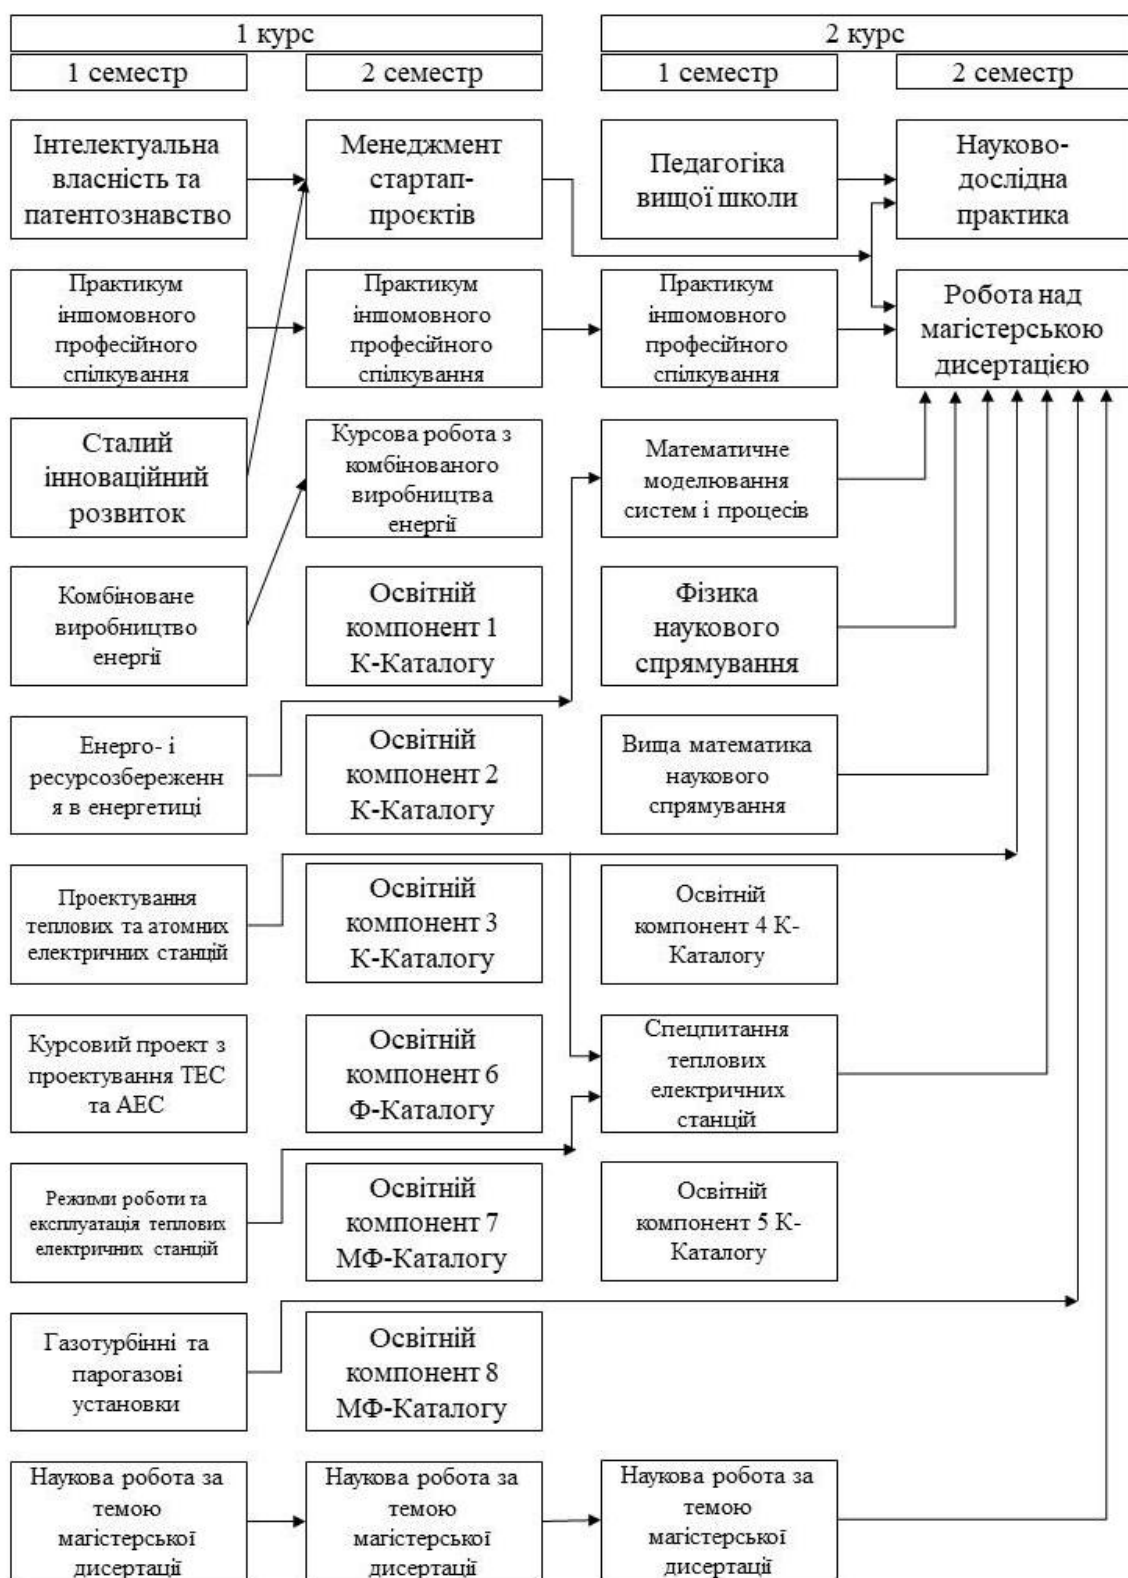 1 курс
2 курс
1 семестр
2 семестр
1 семестр
2 семестр
Інтелектуальна
власність та
патентознавство
Менеджмент
стартап-
проєктів
Педагогіка
вищої школи
Науково-
дослідна
практика
Практикум
іншомовного
професійного
спілкування
Практикум
іншомовного
професійного
спілкування
Практикум
іншомовного
професійного
спілкування
Робота над
магістерською
дисертацією
Сталий
інноваційний
розвиток
Курсова робота з
комбінованого
виробництва
енергії
Математичне
моделювання
систем і процесів
Комбіноване
виробництво
енергії
Освітній
компонент 1
К-Каталогу
Фізика
наукового
спрямування
Енерго- і
ресурсозбереженн
я в енергетиці
Освітній
компонент 2
К-Каталогу
Вища математика
наукового
спрямування
Проектування
теплових та атомних
електричних станцій
Освітній
компонент 3
К-Каталогу
Освітній
компонент 4 К-
Каталогу
Курсовий проект з
проектування ТЕС
та АЕС
Освітній
компонент 6
Ф-Каталогу
Спецпитання
теплових
електричних
станцій
Режими роботи та
експлуатація теплових
електричних станцій
Освітній
компонент 7
МФ-Каталогу
Освітній
компонент 5 К-
Каталогу
Газотурбінні та
парогазові
установки
Освітній
компонент 8
МФ-Каталогу
Наукова робота за
темою
магістерської
дисертації
Наукова робота за
темою
магістерської
дисертації
Наукова робота за
темою
магістерської
дисертації